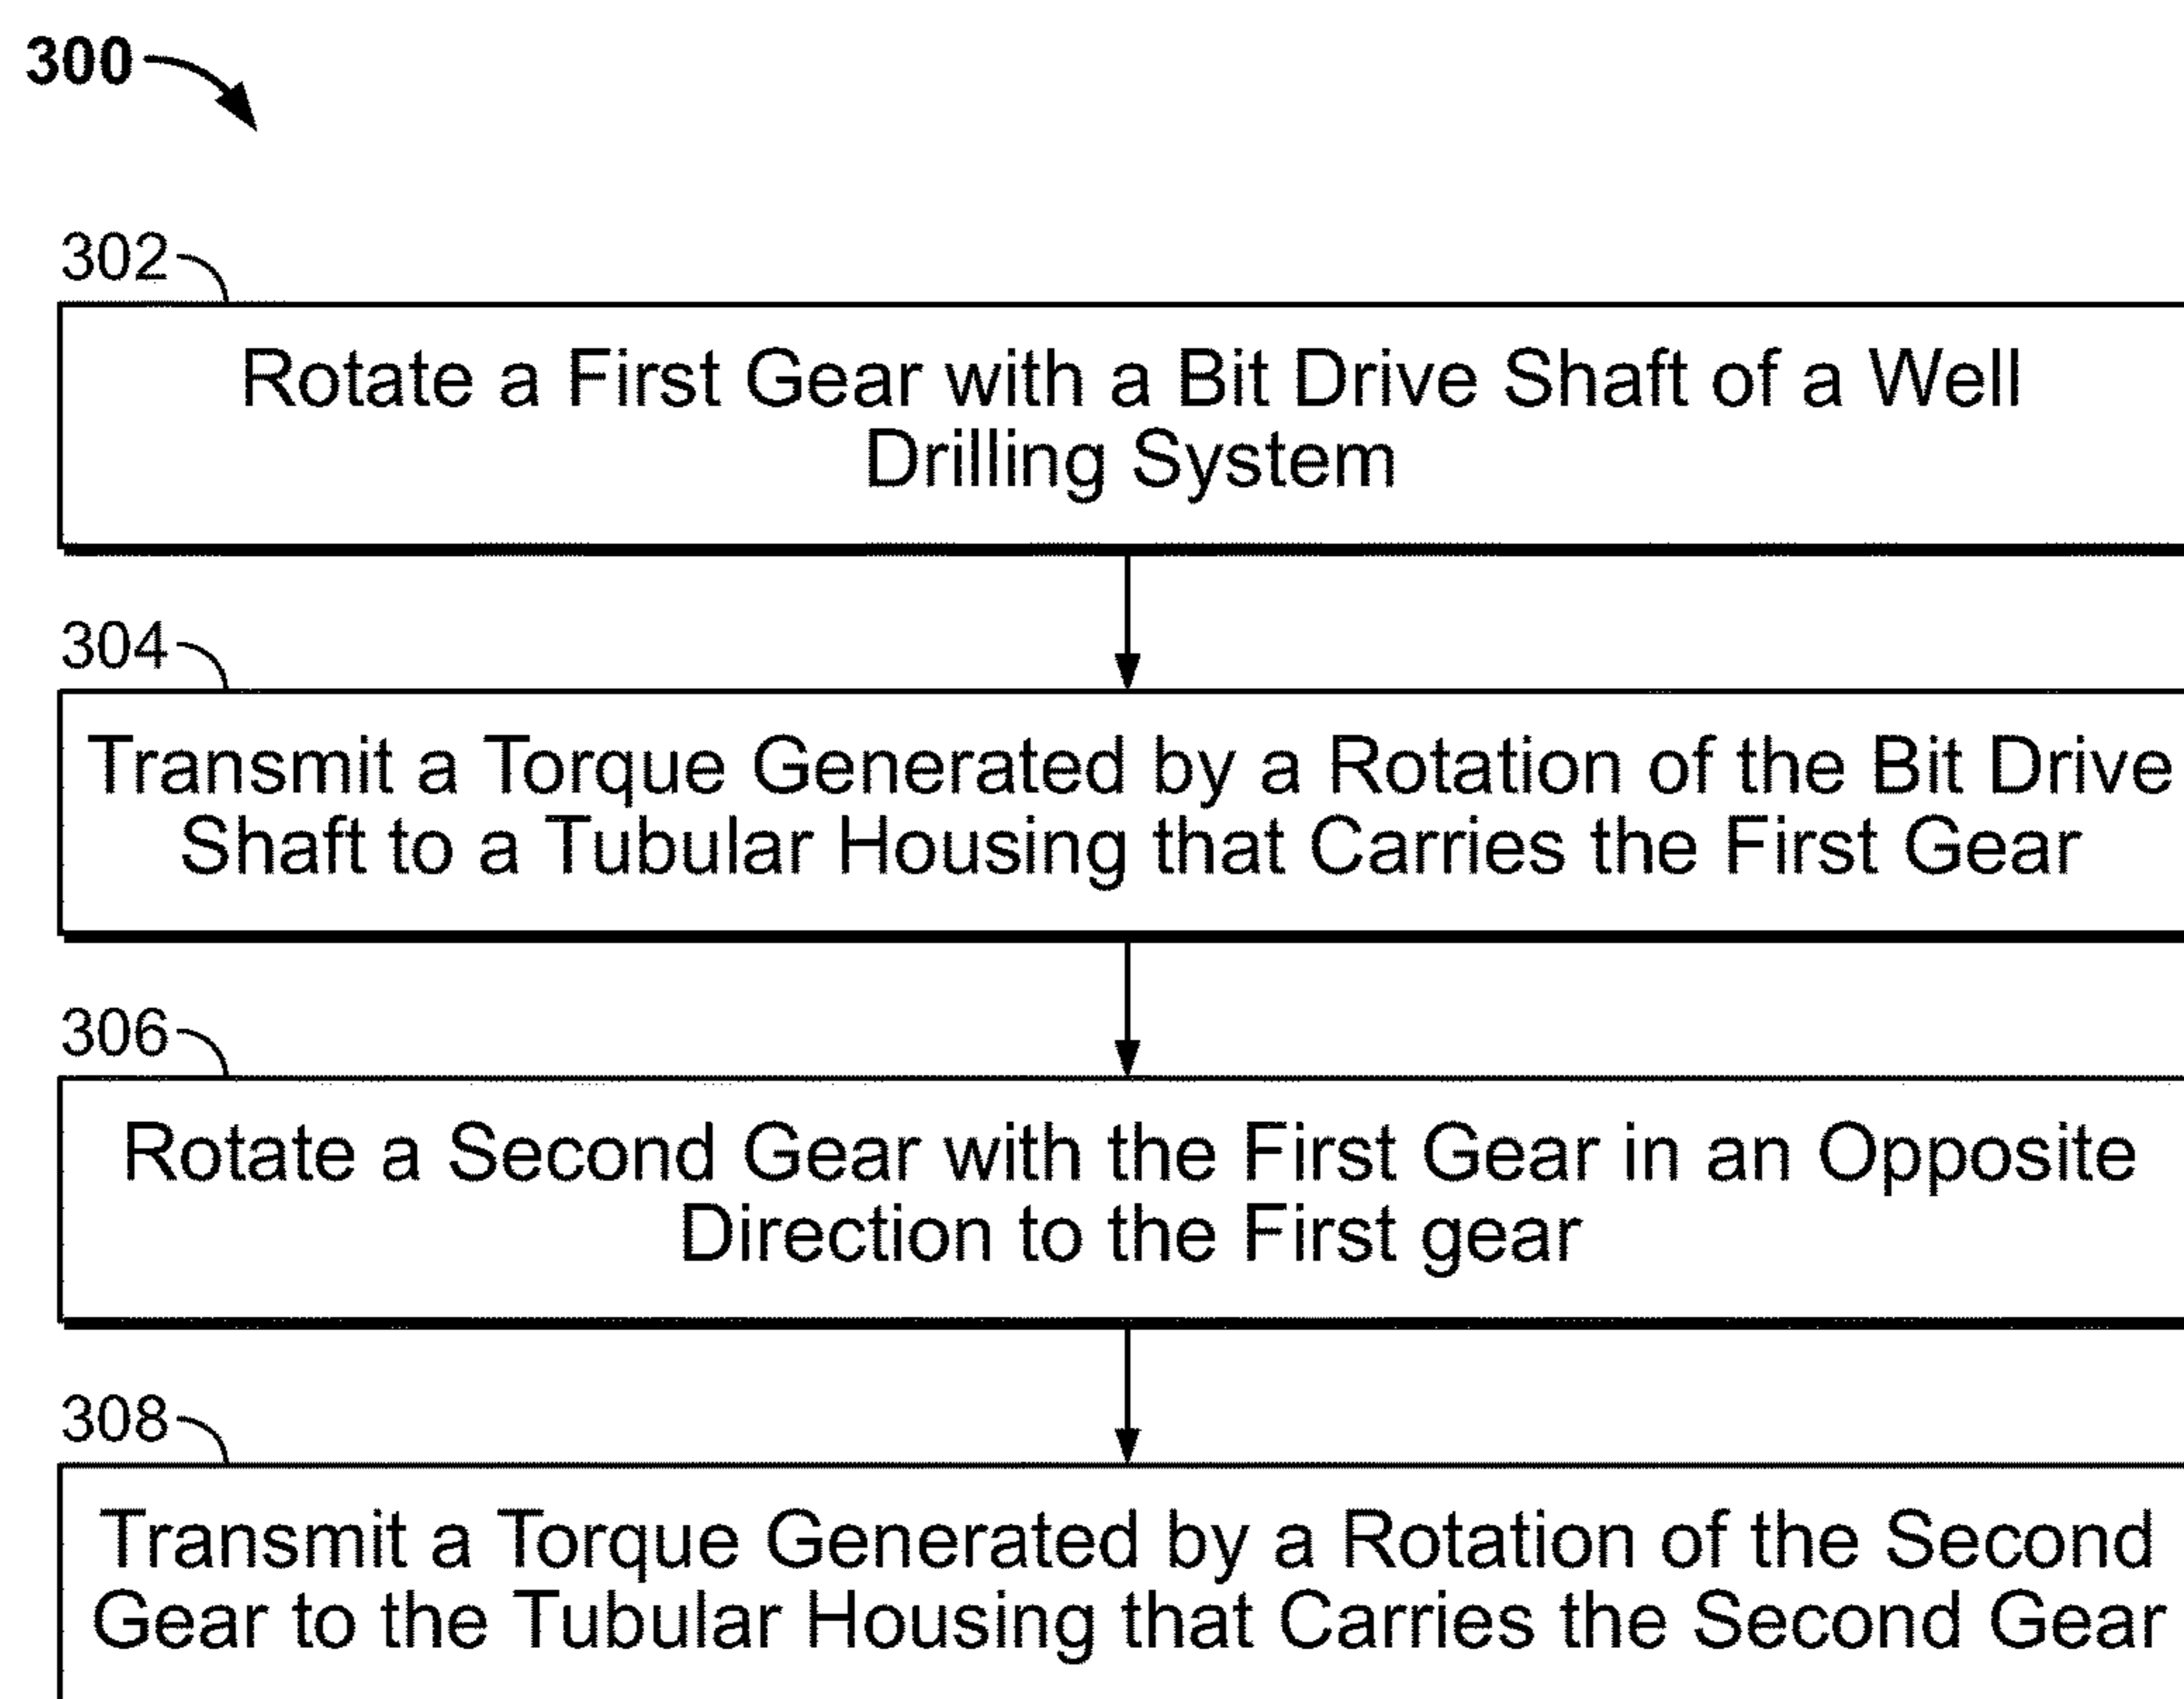 300
302
Rotate a First Gear with a Bit Drive Shaft of a Well
Drilling System
304
Transmit a Torque Generated by a Rotation of the Bit Drive
Shaft to a Tubular Housing that Carries the First Gear
306
Rotate a Second Gear with the First Gear in an Opposite
Direction to the First gear
308
Transmit a Torque Generated by a Rotation of the Second
Gear to the Tubular Housing that Carries the Second Gear